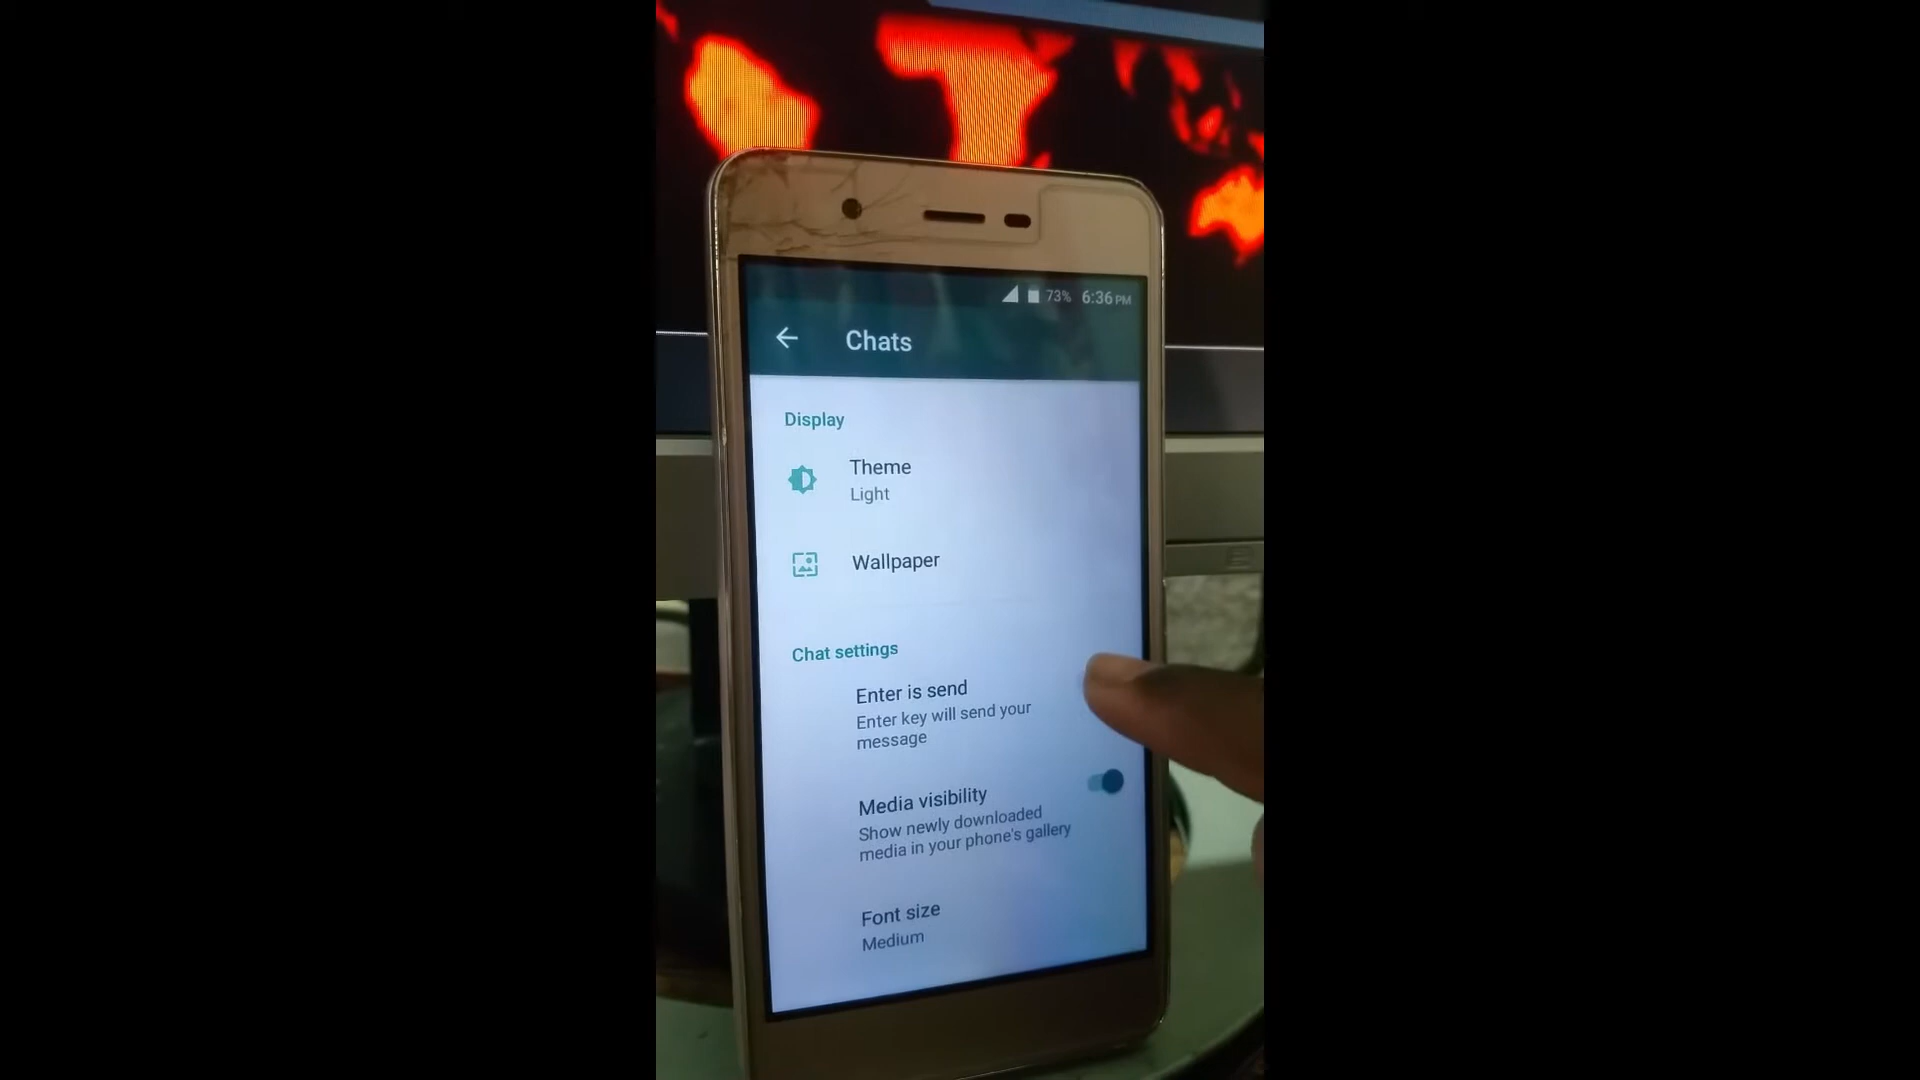 73% 6:36 PM
Chats
Display
Theme
Light
Wallpaper
Chat settings
Enter is send
Enter key will send your
message
Media visibility
Show newly downloaded
media in your phone's gallery
Font size
Medium